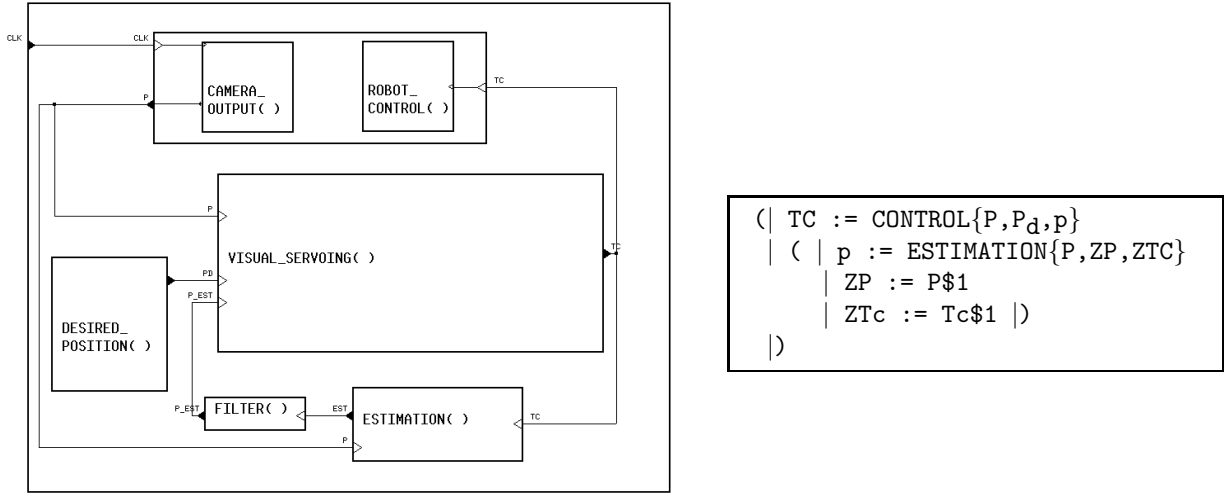 CLK
CLK
CAMERA_
OUTPUT( )
ROBOT_
CONTROL( )
TC
P
P
VISUAL_SERVOING( )
TC
PD
P_EST
DESIRED_
POSITION( )
P_EST
FILTER( )
EST
ESTIMATION( )
TC
P
(| TC := CONTROL{P,Pd,p}
| ( | p := ESTIMATION{P,ZP,ZTC}
| ZP := P$1
| ZTc := Tc$1 |)
|)